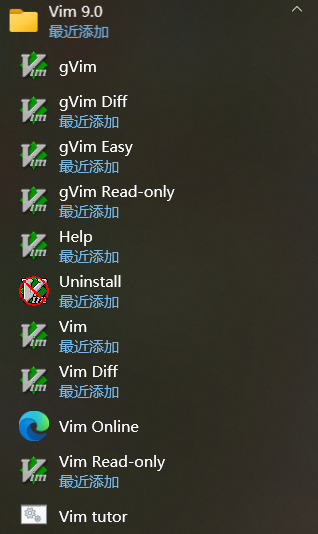 Vim 9.0
最近添加
gVim
gVim Diff
最近添加
gVim Easy
最近添加
gVim Read-only
最近添加
Help
最近添加
Uninstall
最近添加
Vim
最近添加
Vim Diff
最近添加
Vim Online
Vim Read-only
最近添加
Vim tutor